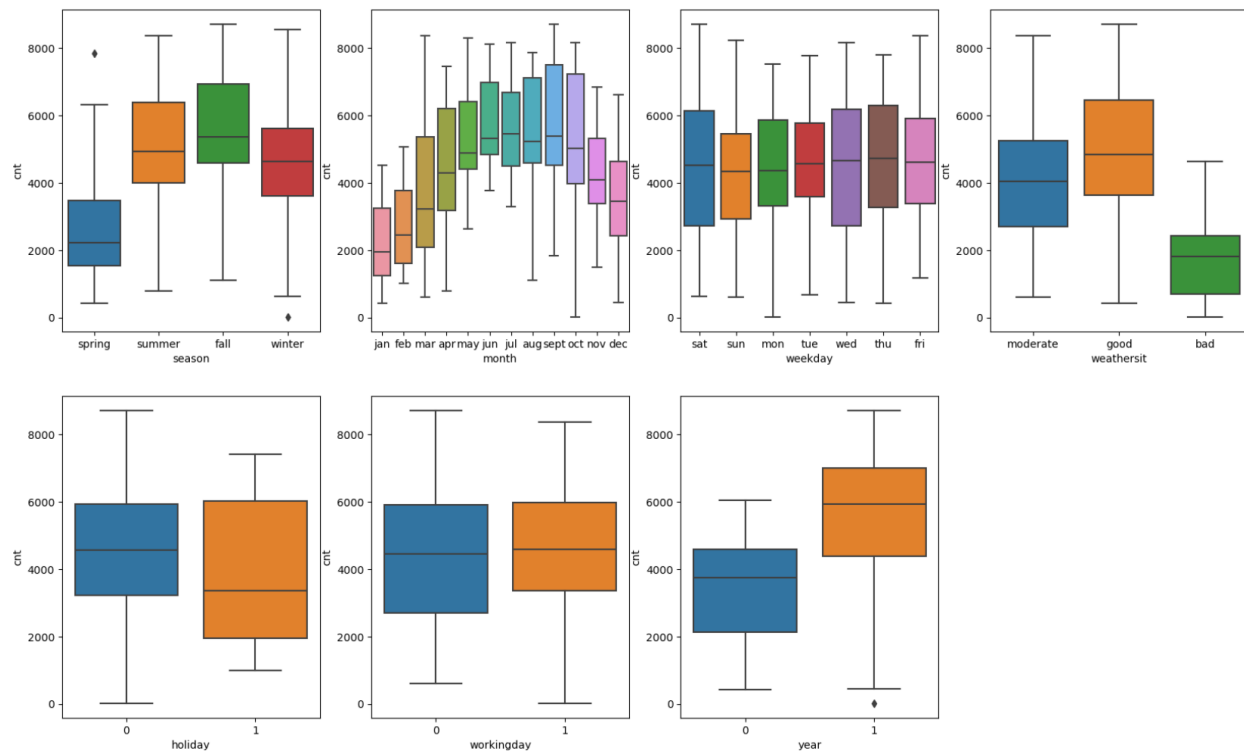 8000
6000
4000
2000
0
cnt
spring summer fall winter
season
8000
6000
4000
2000
0
cnt
jan feb mar apr may jun jul aug sept oct nov dec
month
8000
6000
4000
2000
0
cnt
sat sun mon tue wed thu fri
weekday
8000
6000
4000
2000
0
cnt
moderate good bad
weathersit
8000
6000
4000
2000
0
cnt
0 1
holiday
8000
6000
4000
2000
0
cnt
0 1
workingday
8000
6000
4000
2000
0
cnt
0 1
year